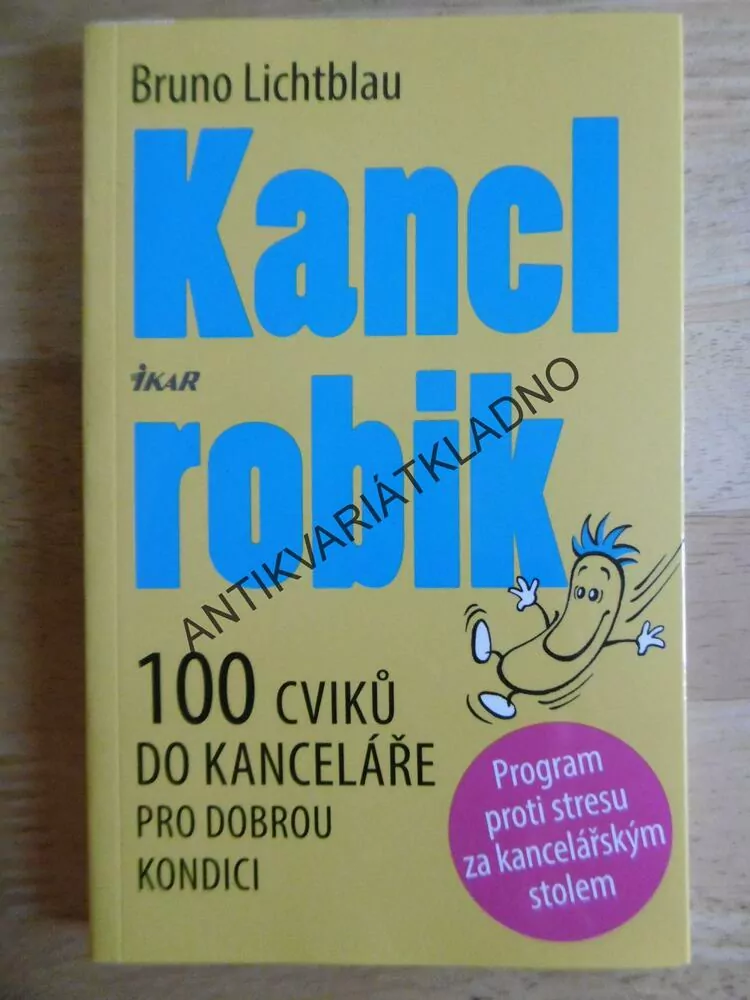 Bruno Lichtblau
Kancl
IKAR
robik
ANTIKVARIÁTKLADNO
100 CVIKŮ
DO KANCELÁŘE
PRO DOBROU
KONDICI
Program
proti stresu
za kancelářským
stolem